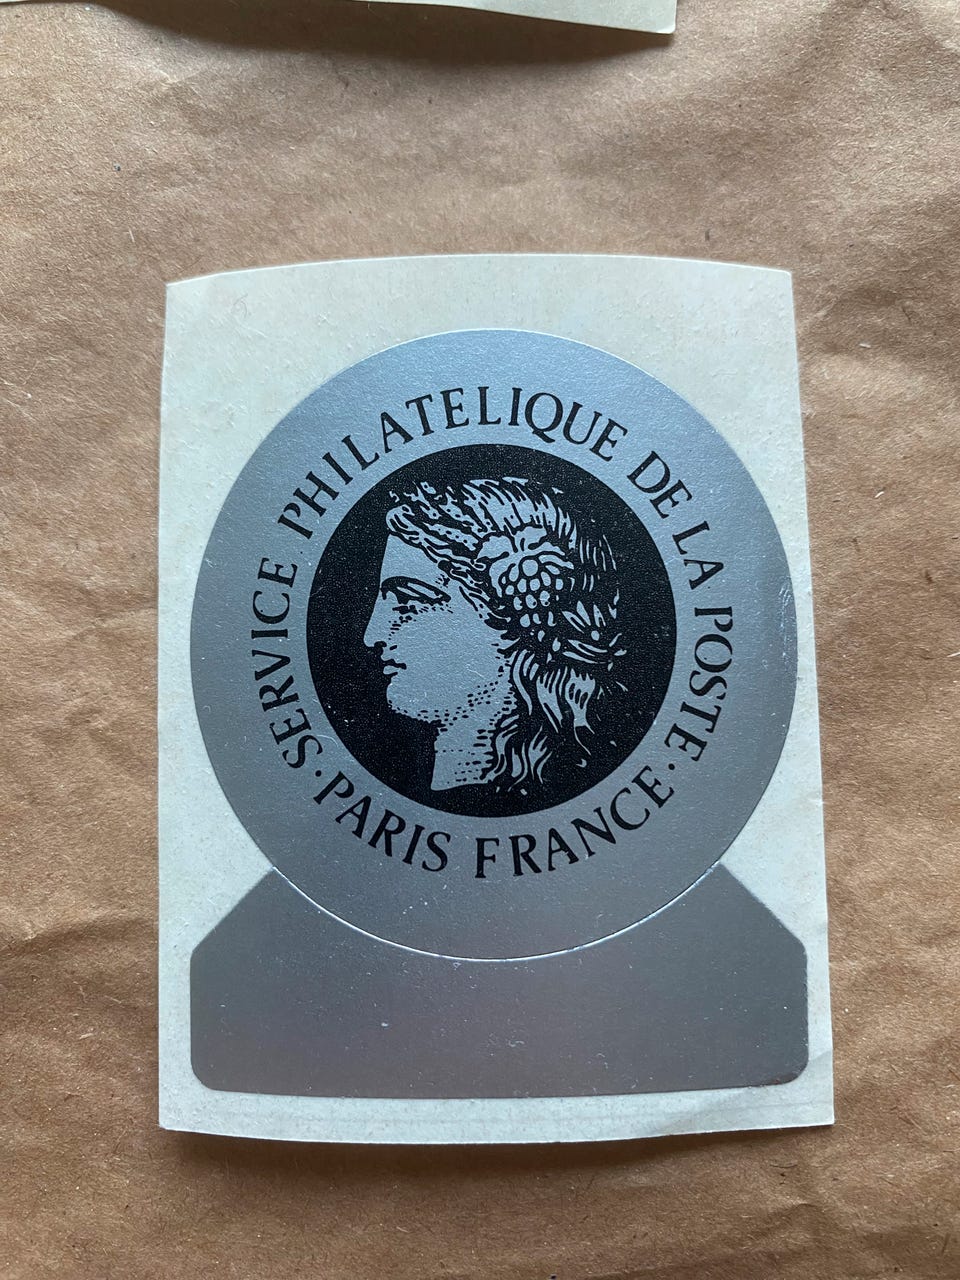 SERVICE PHILATELIQUE DE LA POSTE
· PARIS FRANCE ·